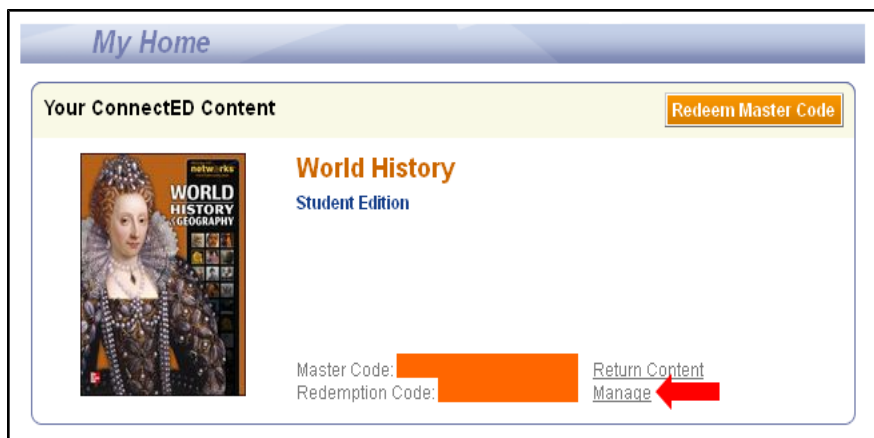 My Home
Your ConnectED Content
Redeem Master Code
networks
WORLD
HISTORY
& GEOGRAPHY
World History
Student Edition
Master Code:
Return Content
Redemption Code:
Manage